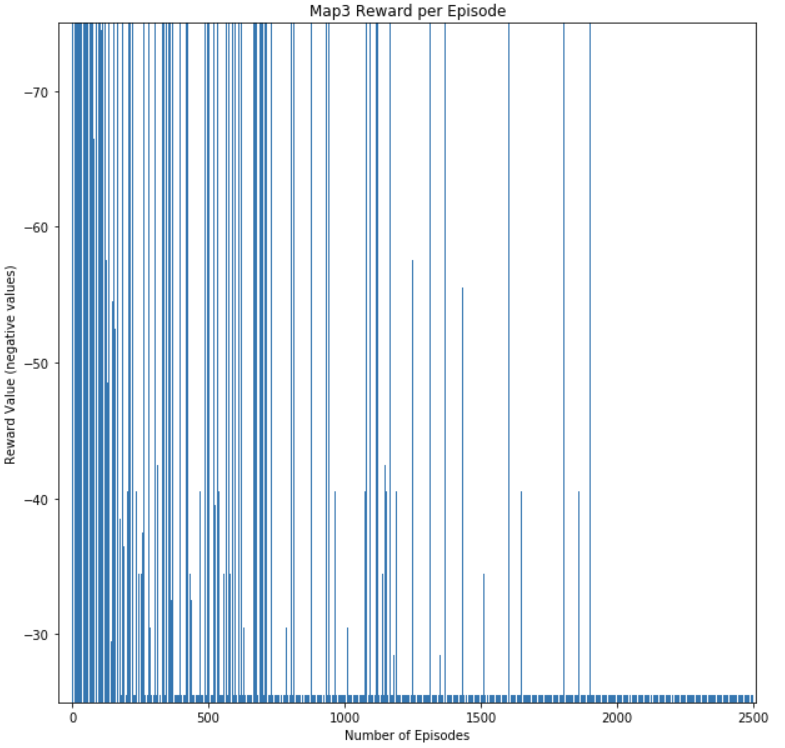 Map3 Reward per Episode
Reward Value (negative values)
−70
−60
−50
−40
−30
0 500 1000 1500 2000 2500
Number of Episodes